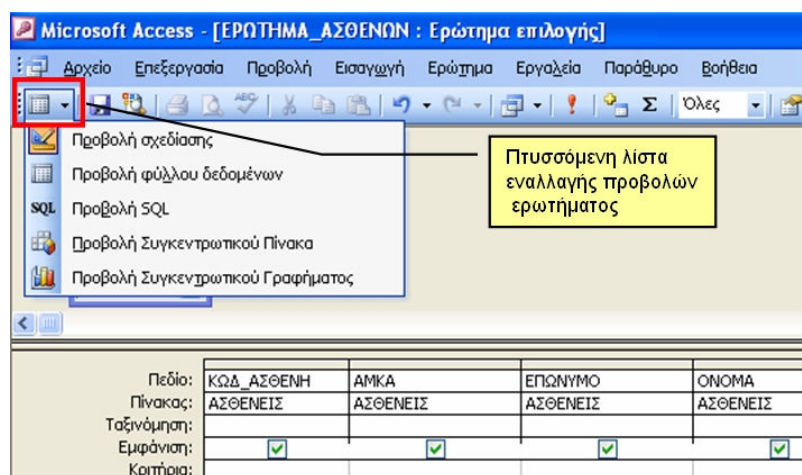 Microsoft Access - [ΕΡΩΤΗΜΑ_ΑΣΘΕΝΩΝ : Ερώτημα επιλογής]
Αρχείο Επεξεργασία Προβολή Εισαγωγή Ερώτημα Εργαλεία Παράθυρο Βοήθεια
ABC Σ Όλες
Προβολή σχεδίασης
Προβολή φύλλου δεδομένων
SQL Προβολή SQL
Προβολή Συγκεντρωτικού Πίνακα
Προβολή Συγκεντρωτικού Γραφήματος
Πτυσσόμενη λίστα
εναλλαγής προβολών
ερωτήματος
Πεδίο: ΚΩΔ_ΑΣΘΕΝΗ ΑΜΚΑ ΕΠΩΝΥΜΟ ΟΝΟΜΑ
Πίνακας: ΑΣΘΕΝΕΙΣ ΑΣΘΕΝΕΙΣ ΑΣΘΕΝΕΙΣ ΑΣΘΕΝΕΙΣ
Ταξινόμηση:
Εμφάνιση:
Κριτήρια: